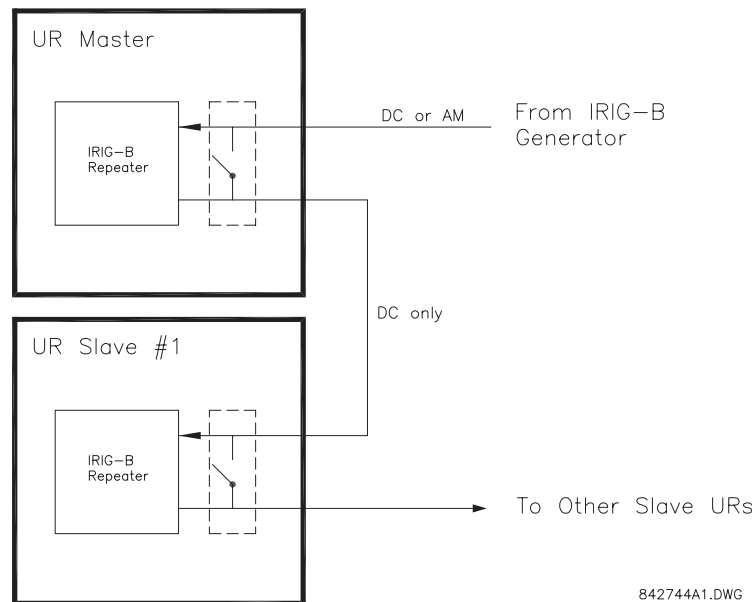 UR Master
DC or AM
From IRIG-B
Generator
IRIG-B
Repeater
DC only
UR Slave #1
IRIG-B
Repeater
To Other Slave URs
842744A1.DWG